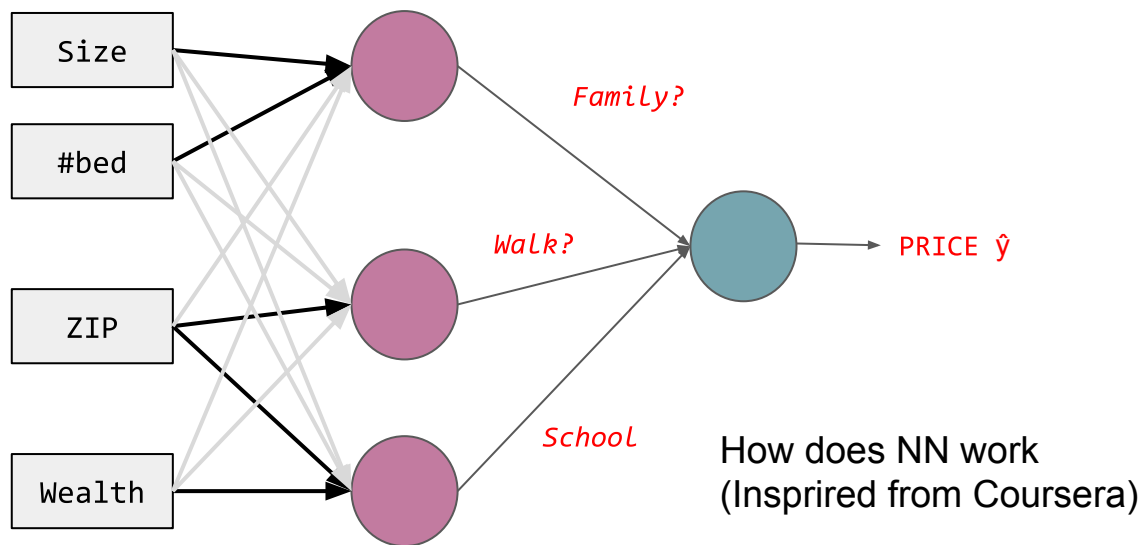 Size
#bed
ZIP
Wealth
Family?
Walk?
School
PRICE ŷ
How does NN work
(Insprired from Coursera)